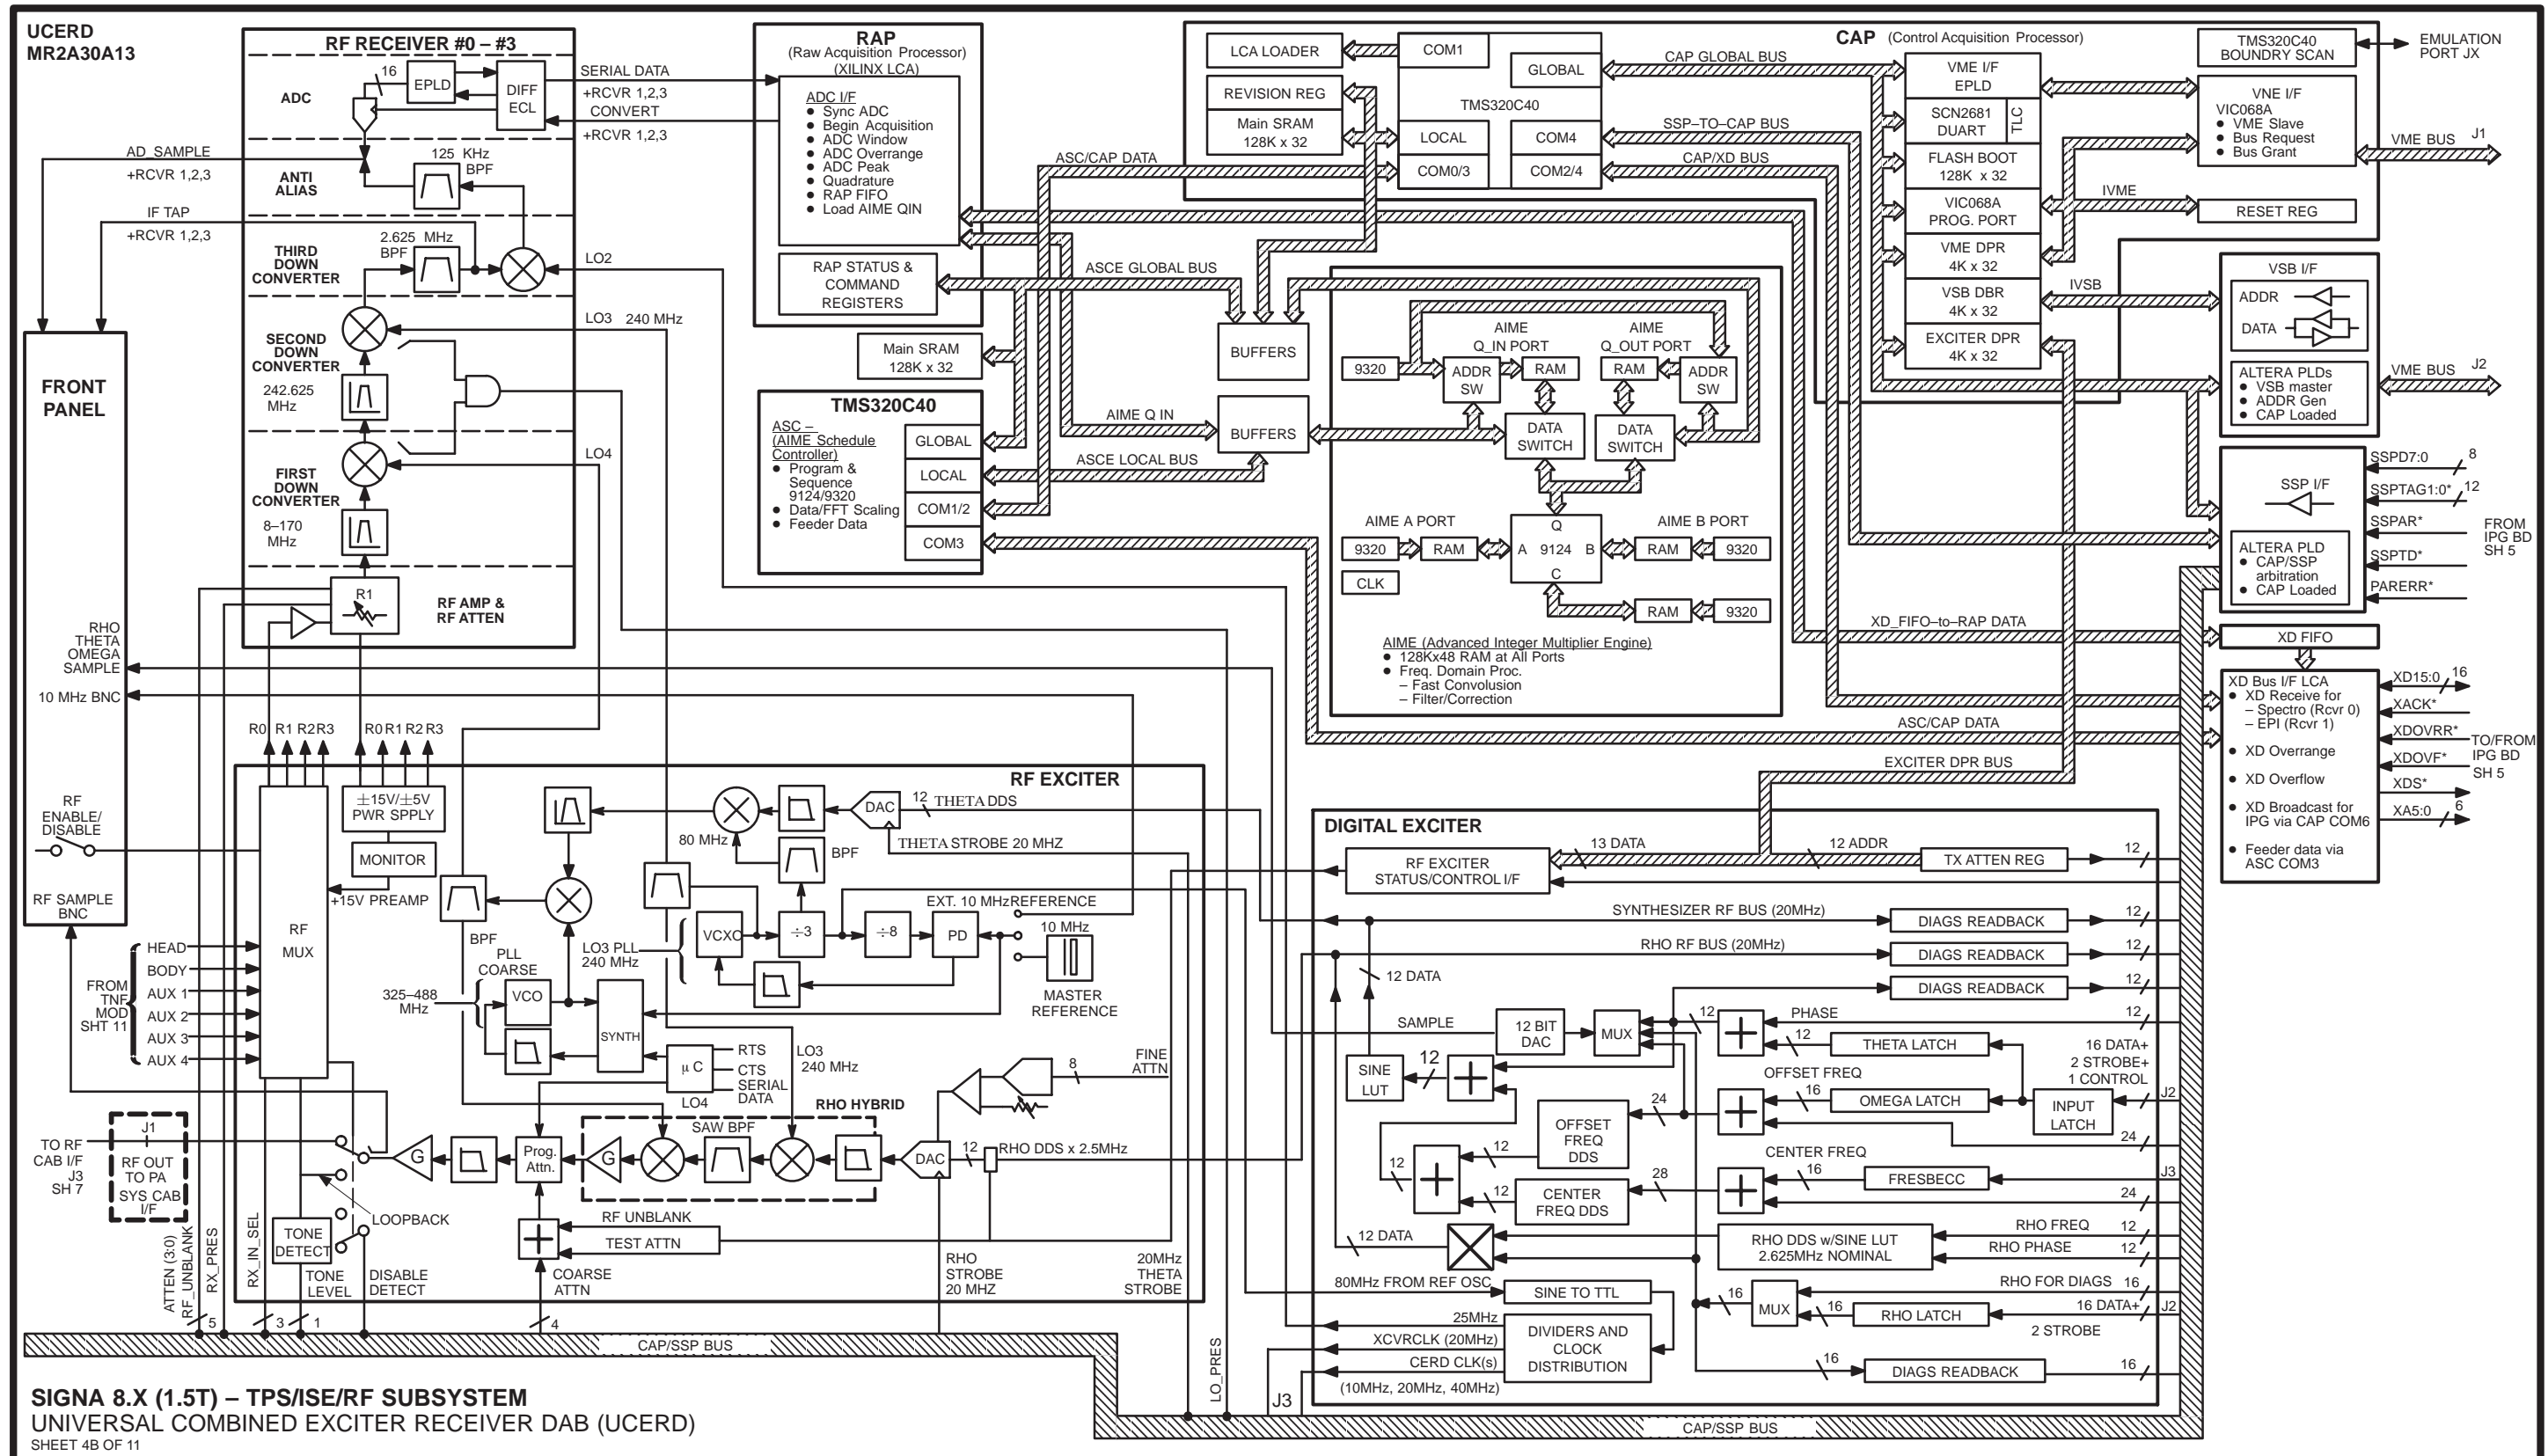 UCERD
MR2A30A13
RF RECEIVER #0 – #3
ADC
16
EPLD
DIFF
ECL
SERIAL DATA
+RCVR 1,2,3
CONVERT
+RCVR 1,2,3
AD_SAMPLE
+RCVR 1,2,3
ANTI
ALIAS
125 KHz
BPF
IF TAP
+RCVR 1,2,3
THIRD
DOWN
CONVERTER
2.625 MHz
BPF
LO2
LO3 240 MHz
SECOND
DOWN
CONVERTER
242.625
MHz
LO4
FIRST
DOWN
CONVERTER
8–170
MHz
R1
RF AMP &
RF ATTEN
FRONT
PANEL
RHO
THETA
OMEGA
SAMPLE
10 MHz BNC
RF
ENABLE/
DISABLE
RF SAMPLE
BNC
RAP
(Raw Acquisition Processor)
(XILINX LCA)
ADC I/F
● Sync ADC
● Begin Acquisition
● ADC Window
● ADC Overrange
● ADC Peak
● Quadrature
● RAP FIFO
● Load AIME QIN
RAP STATUS &
COMMAND
REGISTERS
Main SRAM
128K x 32
TMS320C40
ASC –
(AIME Schedule
Controller)
● Program &
Sequence
9124/9320
● Data/FFT Scaling
● Feeder Data
GLOBAL
LOCAL
COM1/2
COM3
ASC/CAP DATA
ASCE GLOBAL BUS
AIME Q IN
ASCE LOCAL BUS
BUFFERS
BUFFERS
LCA LOADER
REVISION REG
Main SRAM
128K x 32
COM1
GLOBAL
TMS320C40
LOCAL
COM4
COM0/3
COM2/4
CAP (Control Acquisition Processor)
CAP GLOBAL BUS
SSP–TO–CAP BUS
CAP/XD BUS
VME I/F
EPLD
SCN2681
DUART
TLC
FLASH BOOT
128K x 32
VIC068A
PROG. PORT
VME DPR
4K x 32
VSB DBR
4K x 32
EXCITER DPR
4K x 32
TMS320C40
BOUNDRY SCAN
EMULATION
PORT JX
VNE I/F
VIC068A
● VME Slave
● Bus Request
● Bus Grant
VME BUS
J1
IVME
RESET REG
IVSB
VSB I/F
ADDR
DATA
ALTERA PLDs
● VSB master
● ADDR Gen
● CAP Loaded
VME BUS
J2
SSP I/F
ALTERA PLD
● CAP/SSP
arbitration
● CAP Loaded
SSPD7:0
8
SSPTAG1:0*
12
SSPAR*
SSPTD*
PARERR*
FROM
IPG BD
SH 5
XD FIFO
XD_FIFO–to–RAP DATA
XD Bus I/F LCA
● XD Receive for
– Spectro (Rcvr 0)
– EPI (Rcvr 1)
● XD Overrange
● XD Overflow
● XD Broadcast for
IPG via CAP COM6
● Feeder data via
ASC COM3
XD15:0
16
XACK*
XDOVRR*
XDOVF*
XDS*
XA5:0
6
TO/FROM
IPG BD
SH 5
AIME
Q_IN PORT
AIME
Q_OUT PORT
9320
ADDR
SW
RAM
RAM
ADDR
SW
DATA
SWITCH
DATA
SWITCH
AIME A PORT
AIME B PORT
9320
RAM
Q
A 9124 B
C
RAM
9320
CLK
RAM
9320
AIME (Advanced Integer Multiplier Engine)
● 128Kx48 RAM at All Ports
● Freq. Domain Proc.
– Fast Convolusion
– Filter/Correction
ASC/CAP DATA
EXCITER DPR BUS
R0 R1 R2 R3
R0 R1 R2 R3
RF EXCITER
±15V/±5V
PWR SPPLY
MONITOR
+15V PREAMP
RF
MUX
FROM
TNF
MOD
SHT 11
HEAD
BODY
AUX 1
AUX 2
AUX 3
AUX 4
BPF
PLL
COARSE
325–488
MHz
VCO
SYNTH
80 MHz
DAC
12
THETA DDS
THETA STROBE 20 MHZ
BPF
LO3 PLL
240 MHz
VCXO
÷3
÷8
PD
EXT. 10 MHz REFERENCE
10 MHz
MASTER
REFERENCE
µ C
RTS
CTS
SERIAL
DATA
LO4
LO3
240 MHz
RHO HYBRID
SAW BPF
8
FINE
ATTN
TO RF
CAB I/F
J3
SH 7
J1
RF OUT
TO PA
SYS CAB
I/F
G
Prog.
Attn.
G
DAC
12
RHO DDS x 2.5MHz
LOOPBACK
TONE
DETECT
RF UNBLANK
TEST ATTN
COARSE
ATTN
ATTEN (3:0)
RF_UNBLANK
RX_PRES
RX_IN_SEL
TONE
LEVEL
DISABLE
DETECT
RHO
STROBE
20 MHZ
20MHz
THETA
STROBE
5
3
1
4
CAP/SSP BUS
LO_PRES
J3
DIGITAL EXCITER
RF EXCITER
STATUS/CONTROL I/F
13 DATA
12 ADDR
TX ATTEN REG
12
SYNTHESIZER RF BUS (20MHz)
DIAGS READBACK
12
RHO RF BUS (20MHz)
DIAGS READBACK
12
12 DATA
DIAGS READBACK
12
SAMPLE
12 BIT
DAC
MUX
12
PHASE
12
12
THETA LATCH
SINE
LUT
12
OFFSET FREQ
16
OMEGA LATCH
INPUT
LATCH
16 DATA+
2 STROBE+
1 CONTROL
J2
24
OFFSET
FREQ
DDS
24
12
12
CENTER FREQ
16
FRESBECC
J3
28
24
CENTER
FREQ DDS
12
12 DATA
RHO DDS w/SINE LUT
2.625MHz NOMINAL
RHO FREQ
12
RHO PHASE
12
80MHz FROM REF OSC
SINE TO TTL
16
MUX
RHO FOR DIAGS
16
16
RHO LATCH
16 DATA+
J2
2 STROBE
25MHz
XCVRCLK (20MHz)
CERD CLK(s)
(10MHz, 20MHz, 40MHz)
DIVIDERS AND
CLOCK
DISTRIBUTION
16
DIAGS READBACK
16
CAP/SSP BUS
SIGNA 8.X (1.5T) – TPS/ISE/RF SUBSYSTEM
UNIVERSAL COMBINED EXCITER RECEIVER DAB (UCERD)
SHEET 4B OF 11